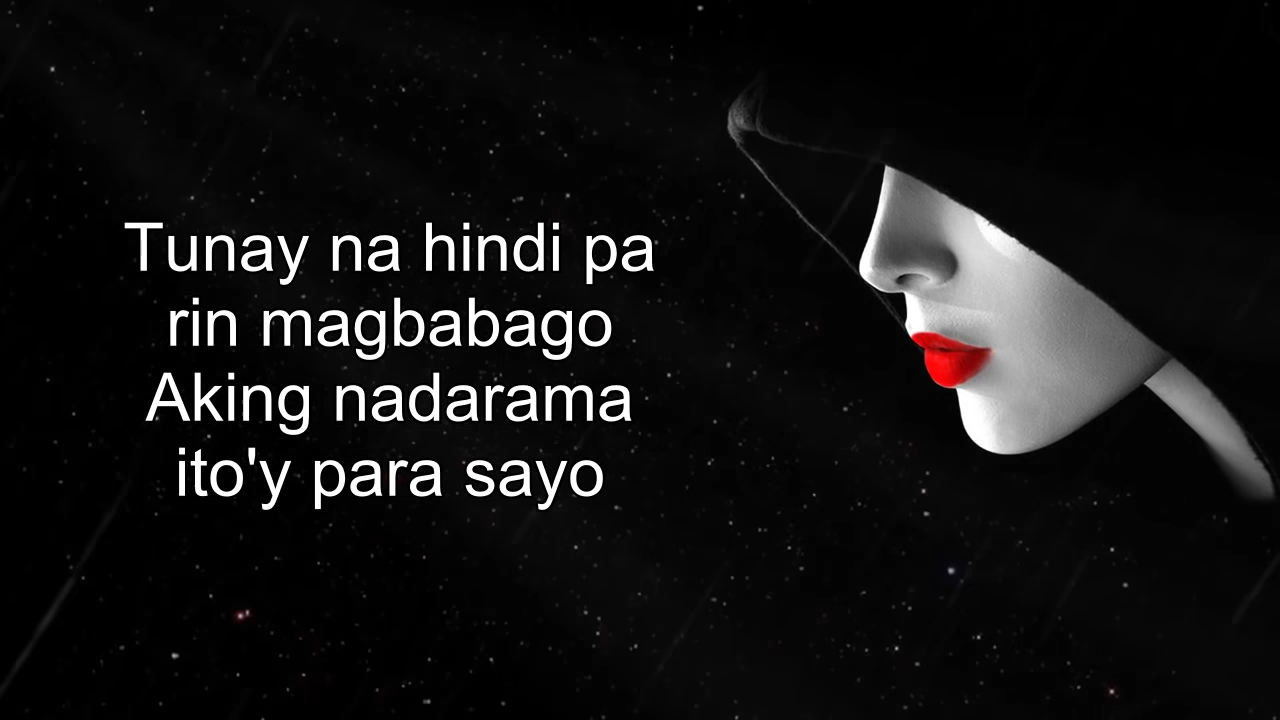 Tunay na hindi pa
rin magbabago
Aking nadarama
ito'y para sayo